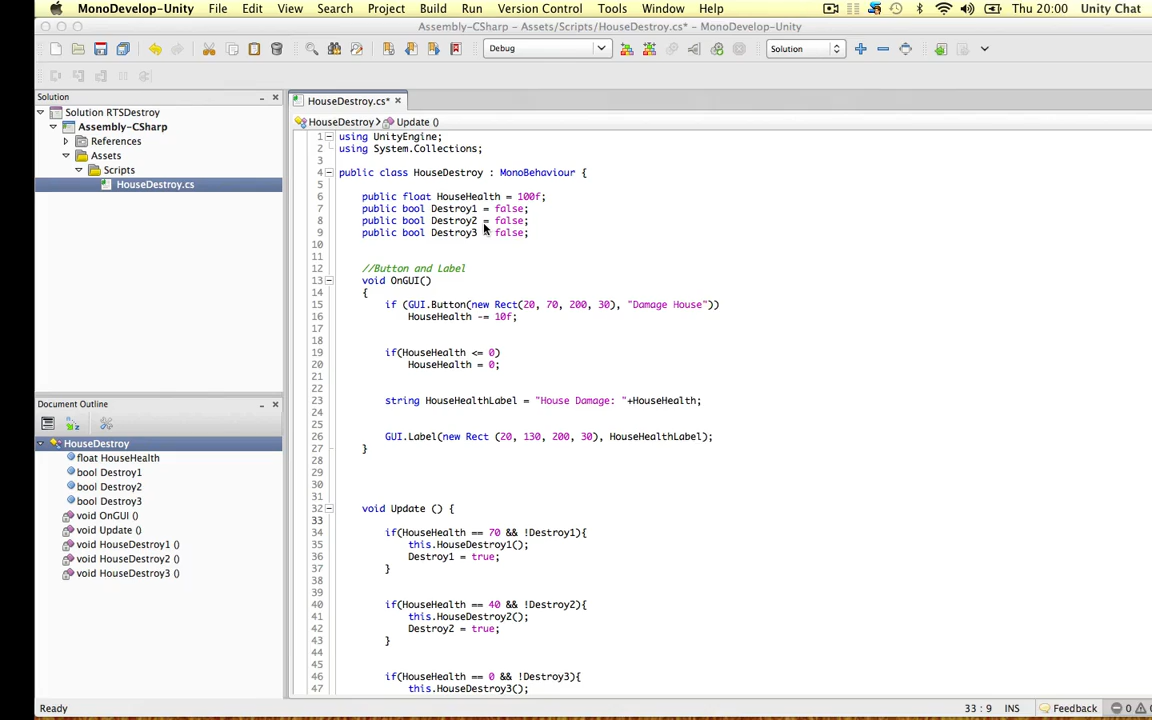 MonoDevelop-Unity File Edit View Search Project Build Run Version Control Tools Window Help Thu 20:00 Unity Chat
Assembly-CSharp – Assets/Scripts/HouseDestroy.cs* – MonoDevelop-Unity
Debug Solution
Solution
Solution RTSDestroy
Assembly-CSharp
References
Assets
Scripts
HouseDestroy.cs
Document Outline
HouseDestroy
float HouseHealth
bool Destroy1
bool Destroy2
bool Destroy3
void OnGUI ()
void Update ()
void HouseDestroy1 ()
void HouseDestroy2 ()
void HouseDestroy3 ()
HouseDestroy.cs*
HouseDestroy Update ()
1 using UnityEngine;
2 using System.Collections;
3
4 public class HouseDestroy : MonoBehaviour {
5
6 public float HouseHealth = 100f;
7 public bool Destroy1 = false;
8 public bool Destroy2 = false;
9 public bool Destroy3 = false;
10
11
12 //Button and Label
13 void OnGUI()
14 {
15 if (GUI.Button(new Rect(20, 70, 200, 30), "Damage House"))
16 HouseHealth -= 10f;
17
18
19 if(HouseHealth <= 0)
20 HouseHealth = 0;
21
22
23 string HouseHealthLabel = "House Damage: "+HouseHealth;
24
25
26 GUI.Label(new Rect (20, 130, 200, 30), HouseHealthLabel);
27 }
28
29
30
31
32 void Update () {
33
34 if(HouseHealth == 70 && !Destroy1){
35 this.HouseDestroy1();
36 Destroy1 = true;
37 }
38
39
40 if(HouseHealth == 40 && !Destroy2){
41 this.HouseDestroy2();
42 Destroy2 = true;
43 }
44
45
46 if(HouseHealth == 0 && !Destroy3){
47 this.HouseDestroy3();
Ready 33 : 9 INS Feedback 0